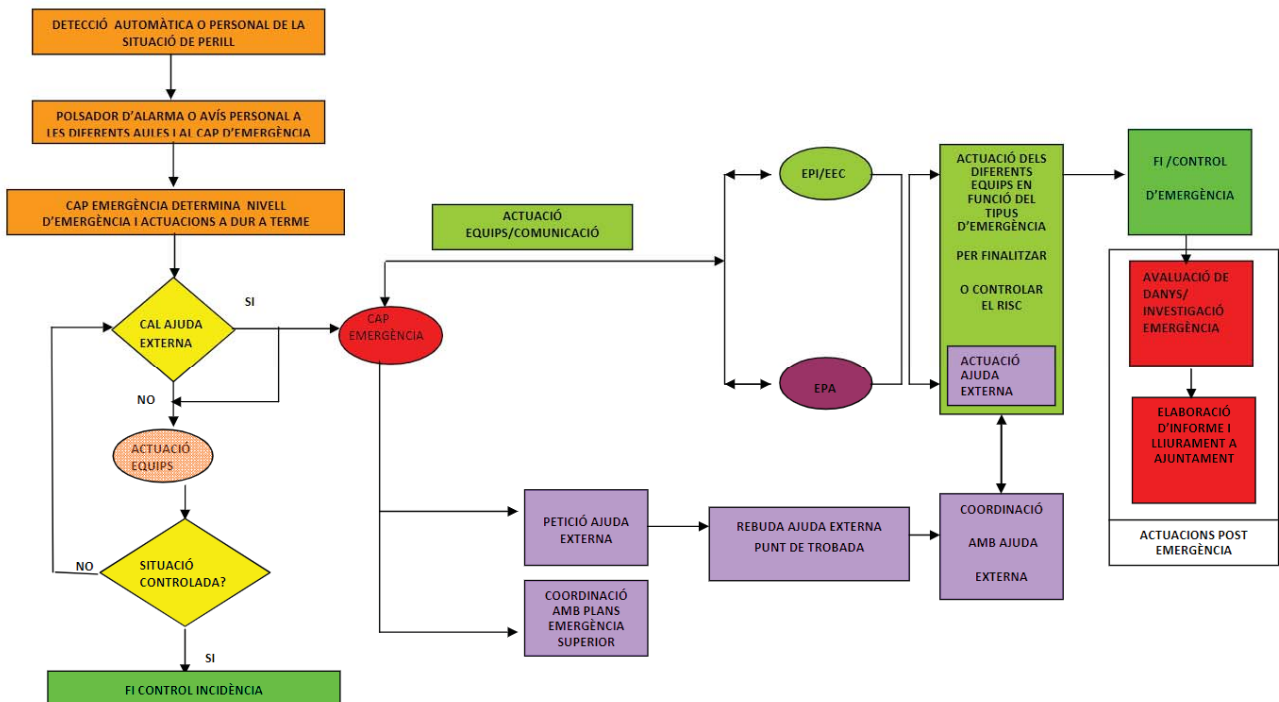 DETECCIÓ AUTOMÀTICA O PERSONAL DE LA
SITUACIÓ DE PERILL
POLSADOR D'ALARMA O AVÍS PERSONAL A
LES DIFERENTS AULES I AL CAP D'EMERGÈNCIA
CAP EMERGÈNCIA DETERMINA NIVELL
D'EMERGÈNCIA I ACTUACIONS A DUR A TERME
CAL AJUDA
EXTERNA
SI
NO
ACTUACIÓ
EQUIPS
SITUACIÓ
CONTROLADA?
NO
SI
FI CONTROL INCIDÈNCIA
CAP
EMERGÈNCIA
ACTUACIÓ
EQUIPS/COMUNICACIÓ
EPI/EEC
EPA
PETICIÓ AJUDA
EXTERNA
COORDINACIÓ
AMB PLANS
EMERGÈNCIA
SUPERIOR
REBUDA AJUDA EXTERNA
PUNT DE TROBADA
COORDINACIÓ
AMB AJUDA
EXTERNA
ACTUACIÓ DELS
DIFERENTS
EQUIPS EN
FUNCIÓ DEL
TIPUS
D'EMERGÈNCIA
PER FINALITZAR
O CONTROLAR
EL RISC
ACTUACIÓ
AJUDA
EXTERNA
FI /CONTROL
D'EMERGÈNCIA
AVALUACIÓ DE
DANYS/
INVESTIGACIÓ
EMERGÈNCIA
ELABORACIÓ
D'INFORME I
LLIURAMENT A
AJUNTAMENT
ACTUACIONS POST
EMERGÈNCIA